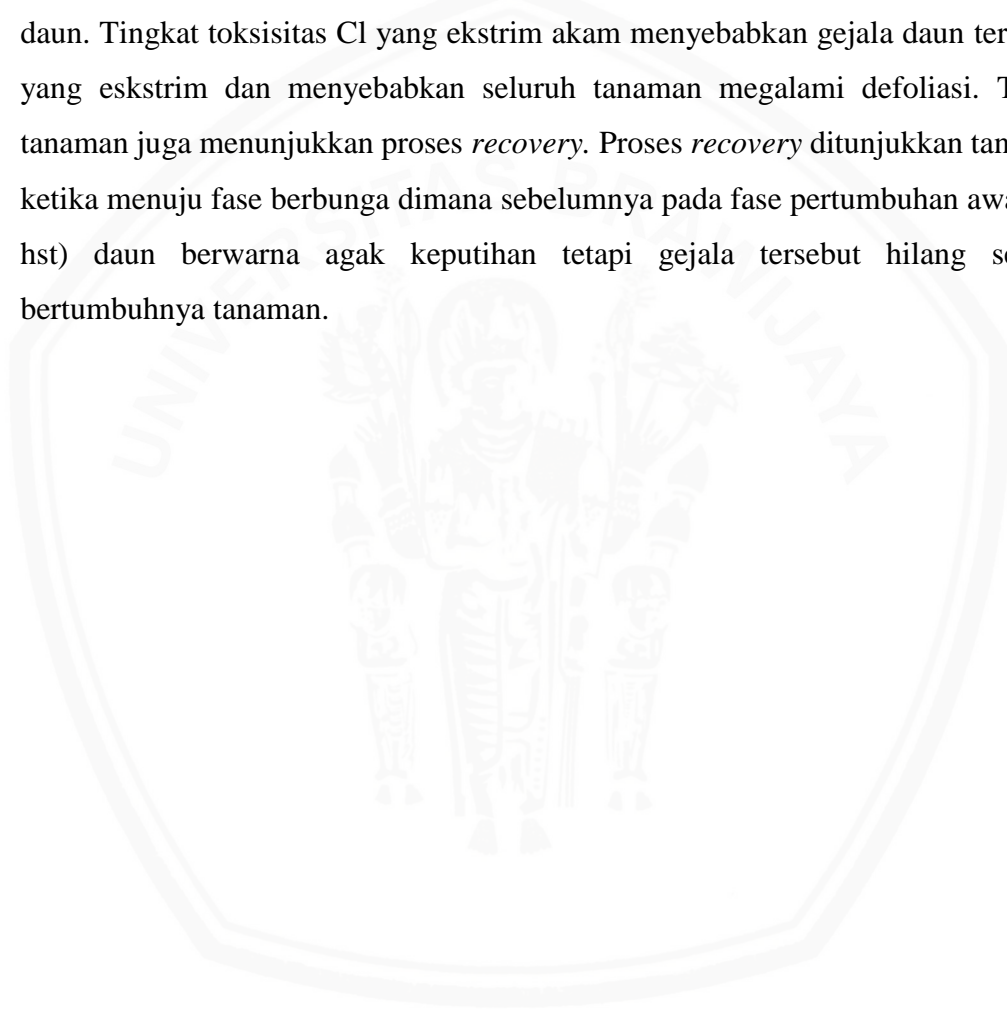 daun. Tingkat toksisitas Cl yang ekstrim akam menyebabkan gejala daun ter
yang eskstrim dan menyebabkan seluruh tanaman megalami defoliasi. T
tanaman juga menunjukkan proses recovery. Proses recovery ditunjukkan tan
ketika menuju fase berbunga dimana sebelumnya pada fase pertumbuhan awa
hst) daun berwarna agak keputihan tetapi gejala tersebut hilang se
bertumbuhnya tanaman.
UNIVERSITAS BRAWIJAYA